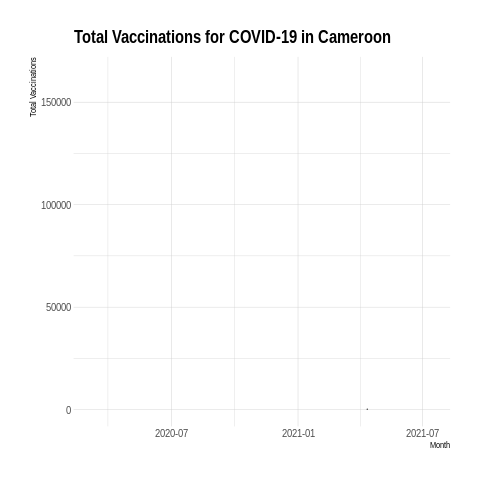 Total Vaccinations for COVID-19 in Cameroon
Total Vaccinations
150000
100000
50000
0
2020-07 2021-01 2021-07
Month